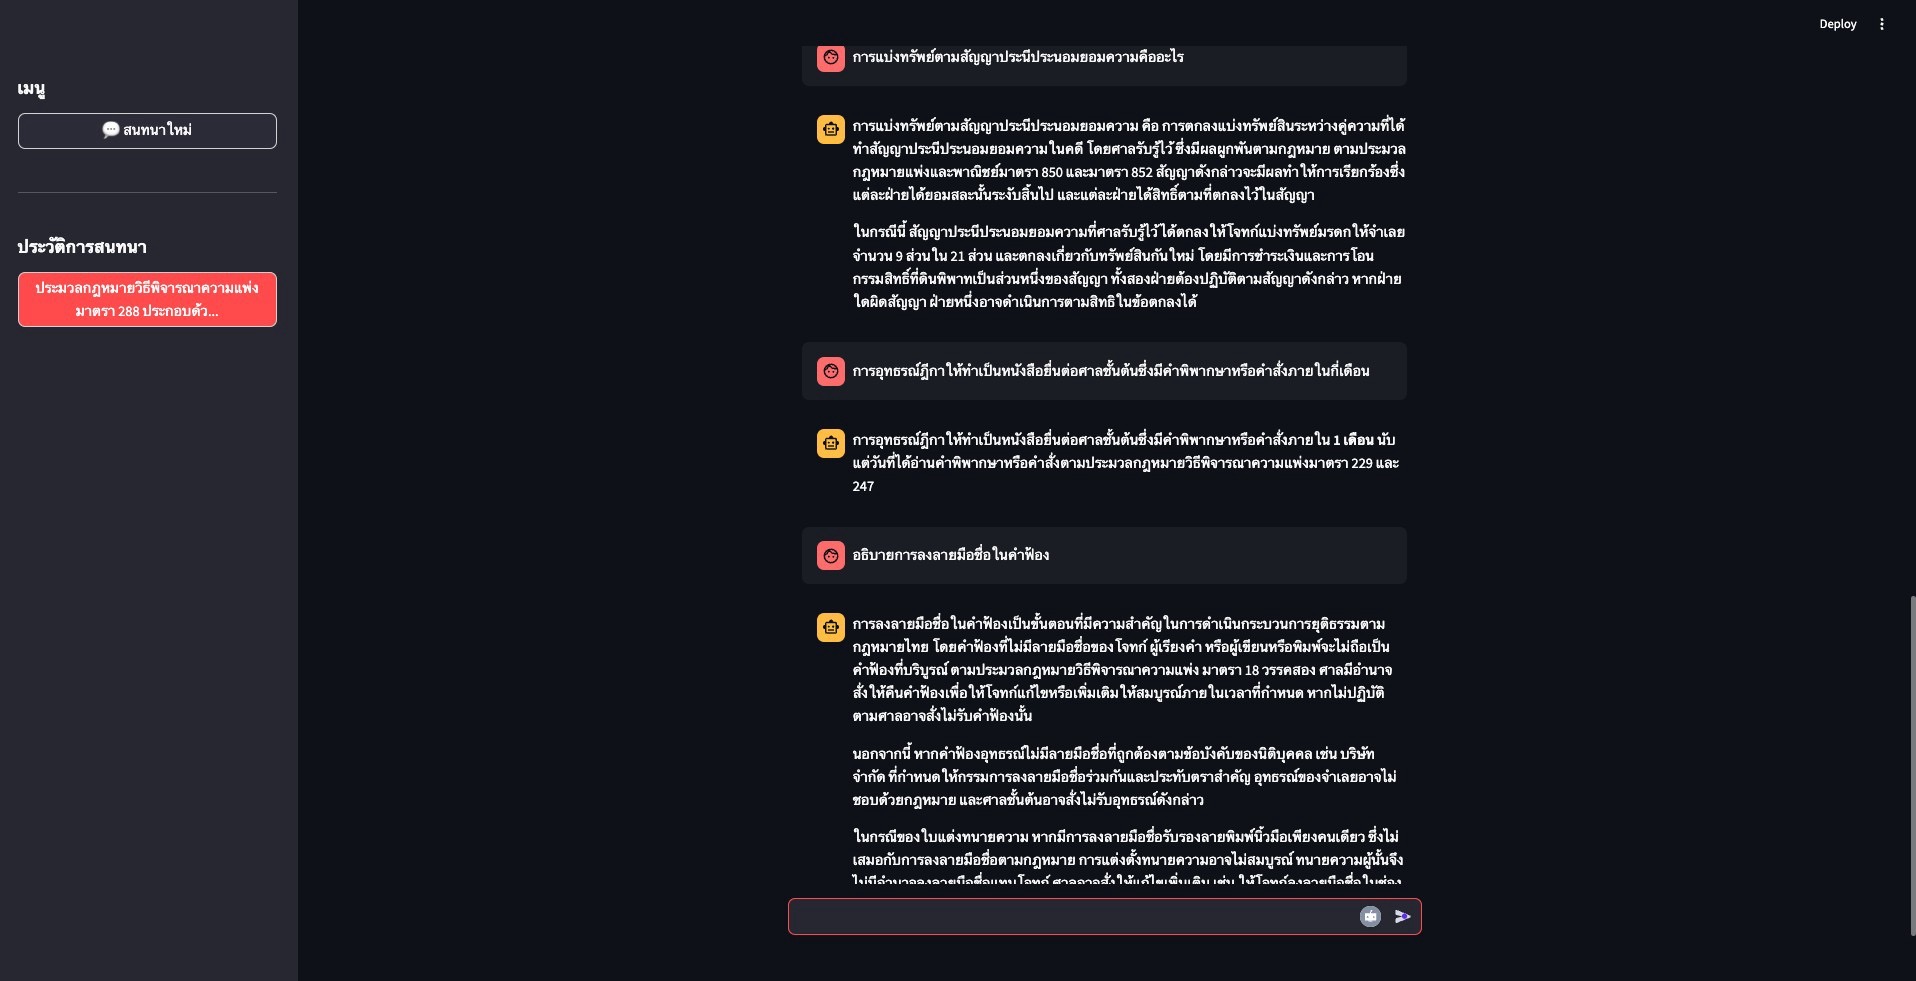 Deploy
เมนู
สนทนาใหม่
ประวัติการสนทนา
ประมวลกฎหมายวิธีพิจารณาความแพ่ง
มาตรา 288 ประกอบด้ว...
การแบ่งทรัพย์ตามสัญญาประนีประนอมยอมความคืออะไร
การแบ่งทรัพย์ตามสัญญาประนีประนอมยอมความ คือ การตกลงแบ่งทรัพย์สินระหว่างคู่ความที่ได้
ทำสัญญาประนีประนอมยอมความในคดี โดยศาลรับรู้ไว้ ซึ่งมีผลผูกพันตามกฎหมาย ตามประมวล
กฎหมายแพ่งและพาณิชย์มาตรา 850 และมาตรา 852 สัญญาดังกล่าวจะมีผลทำให้การเรียกร้องซึ่ง
แต่ละฝ่ายได้ยอมสละนั้นระงับสิ้นไป และแต่ละฝ่ายได้สิทธิ์ตามที่ตกลงไว้ในสัญญา
ในกรณีนี้ สัญญาประนีประนอมยอมความที่ศาลรับรู้ไว้ ได้ตกลงให้โจทก์แบ่งทรัพย์มรดกให้จำเลย
จำนวน 9 ส่วนใน 21 ส่วน และตกลงเกี่ยวกับทรัพย์สินกันใหม่ โดยมีการชำระเงินและการโอน
กรรมสิทธิ์ที่ดินพิพาทเป็นส่วนหนึ่งของสัญญา ทั้งสองฝ่ายต้องปฏิบัติตามสัญญาดังกล่าว หากฝ่าย
ใดผิดสัญญา ฝ่ายหนึ่งอาจดำเนินการตามสิทธิในข้อตกลงได้
การอุทธรณ์ฎีกาให้ทำเป็นหนังสือยื่นต่อศาลชั้นต้นซึ่งมีคำพิพากษาหรือคำสั่งภายในกี่เดือน
การอุทธรณ์ฎีกาให้ทำเป็นหนังสือยื่นต่อศาลชั้นต้นซึ่งมีคำพิพากษาหรือคำสั่งภายใน 1 เดือน นับ
แต่วันที่ได้อ่านคำพิพากษาหรือคำสั่งตามประมวลกฎหมายวิธีพิจารณาความแพ่งมาตรา 229 และ
247
อธิบายการลงลายมือชื่อในคำฟ้อง
การลงลายมือชื่อในคำฟ้องเป็นขั้นตอนที่มีความสำคัญในการดำเนินกระบวนการยุติธรรมตาม
กฎหมายไทย โดยคำฟ้องที่ไม่มีลายมือชื่อของโจทก์ ผู้เรียงคำ หรือผู้เขียนหรือพิมพ์จะไม่ถือเป็น
คำฟ้องที่บริบูรณ์ ตามประมวลกฎหมายวิธีพิจารณาความแพ่ง มาตรา 18 วรรคสอง ศาลมีอำนาจ
สั่งให้คืนคำฟ้องเพื่อให้โจทก์แก้ไขหรือเพิ่มเติมให้สมบูรณ์ภายในเวลาที่กำหนด หากไม่ปฏิบัติ
ตามศาลอาจสั่งไม่รับคำฟ้องนั้น
นอกจากนี้ หากคำฟ้องอุทธรณ์ไม่มีลายมือชื่อที่ถูกต้องตามข้อบังคับของนิติบุคคล เช่น บริษัท
จำกัด ที่กำหนดให้กรรมการลงลายมือชื่อร่วมกันและประทับตราสำคัญ อุทธรณ์ของจำเลยอาจไม่
ชอบด้วยกฎหมาย และศาลชั้นต้นอาจสั่งไม่รับอุทธรณ์ดังกล่าว
ในกรณีของใบแต่งทนายความ หากมีการลงลายมือชื่อรับรองลายพิมพ์นิ้วมือเพียงคนเดียว ซึ่งไม่
เสมอกับการลงลายมือชื่อตามกฎหมาย การแต่งตั้งทนายความอาจไม่สมบูรณ์ ทนายความผู้นั้นจึง
ไม่มีอำนาจลงลายมือชื่อแทนโจทก์ ศาลอาจสั่งให้แก้ไขเพิ่มเติม เช่น ให้โจทก์ลงลายมือชื่อในช่อง